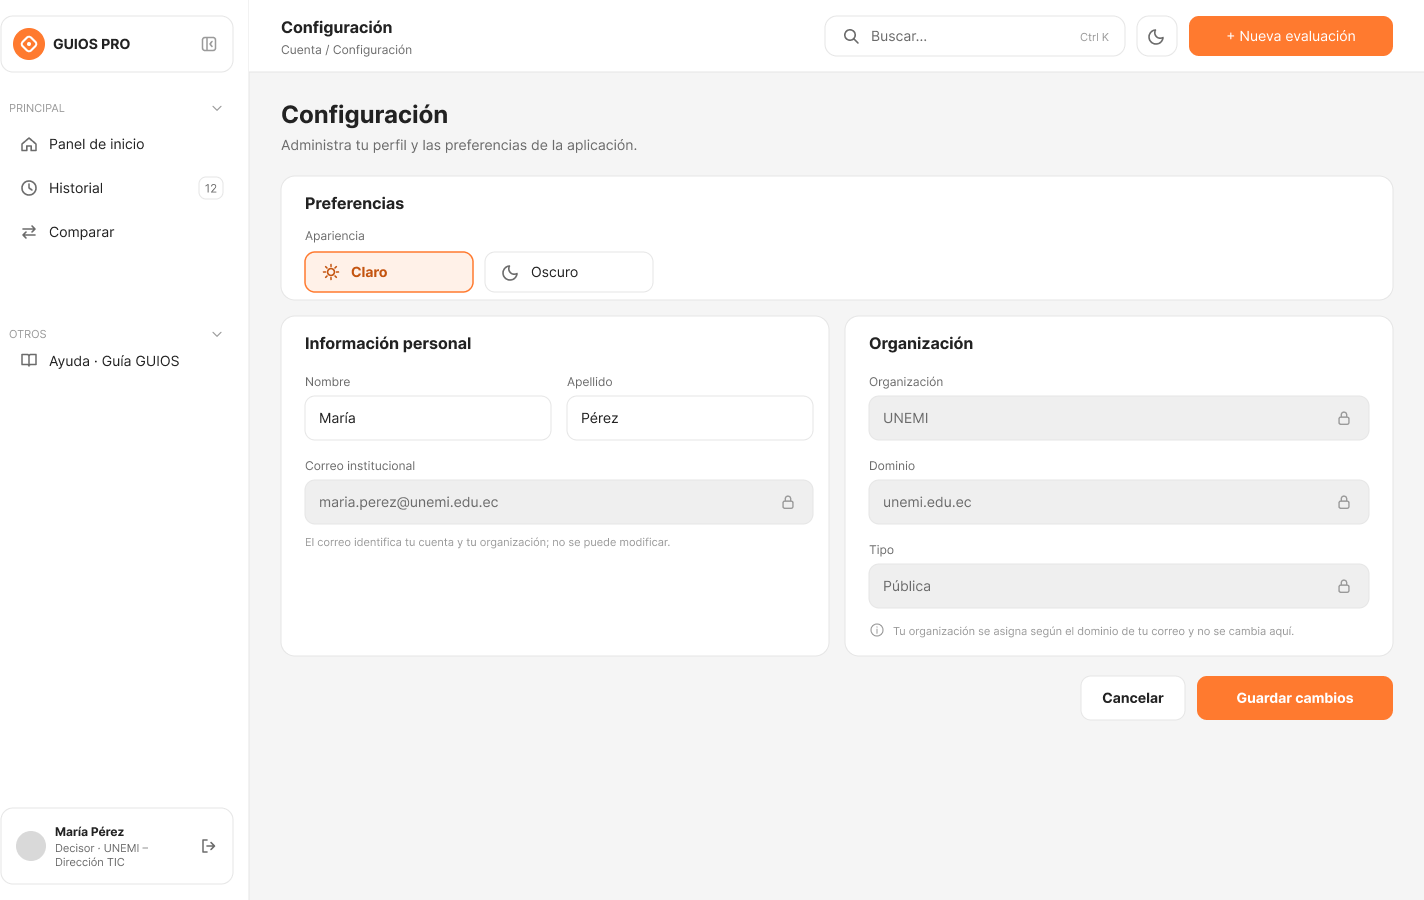 GUIOS PRO
PRINCIPAL
Panel de inicio
Historial
12
Comparar
OTROS
Ayuda · Guía GUIOS
María Pérez
Decisor · UNEMI –
Dirección TIC
Configuración
Cuenta / Configuración
Buscar...
Ctrl K
+ Nueva evaluación
Configuración
Administra tu perfil y las preferencias de la aplicación.
Preferencias
Apariencia
Claro
Oscuro
Información personal
Nombre
Apellido
María
Pérez
Correo institucional
maria.perez@unemi.edu.ec
El correo identifica tu cuenta y tu organización; no se puede modificar.
Organización
Organización
UNEMI
Dominio
unemi.edu.ec
Tipo
Pública
Tu organización se asigna según el dominio de tu correo y no se cambia aquí.
Cancelar
Guardar cambios